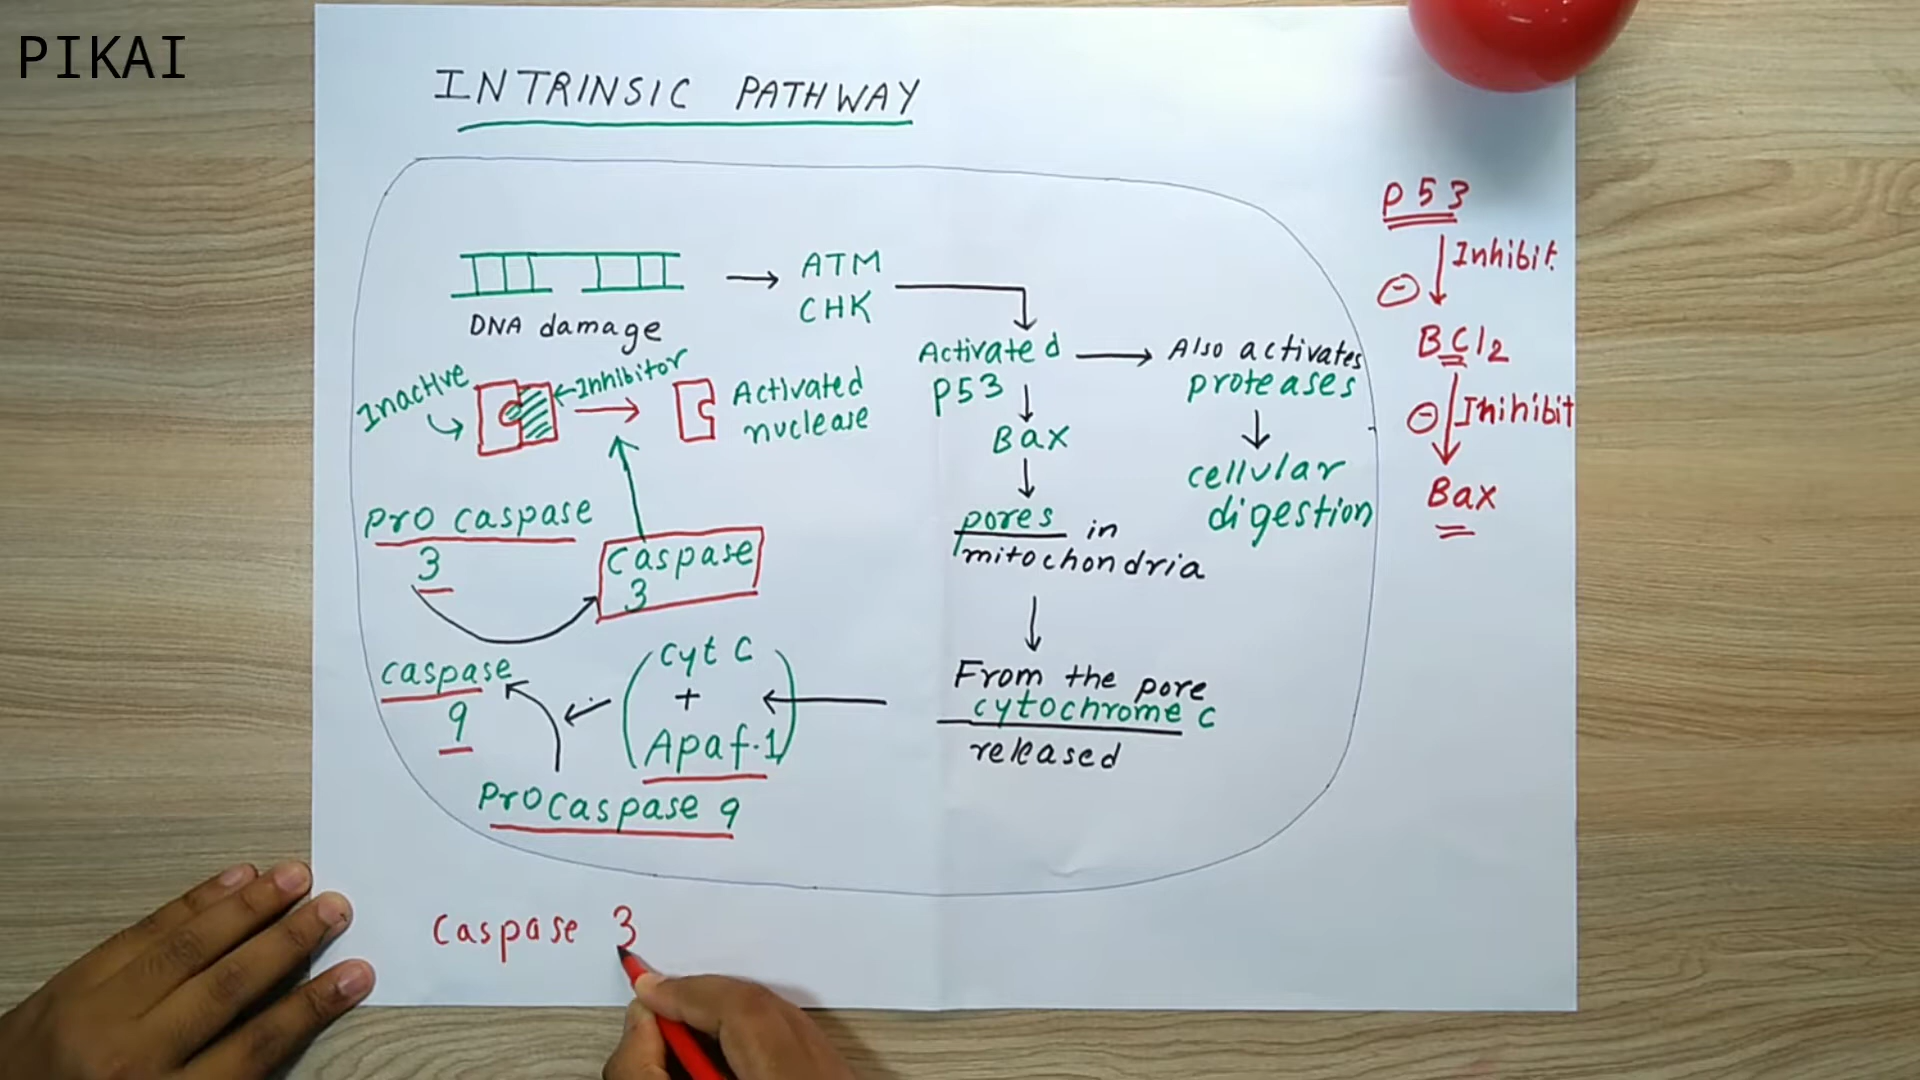 PIKAI
INTRINSIC PATHWAY
DNA damage
ATM
CHK
Activated
P53
Also activates
proteases
cellular
digestion
Bax
pores in
mitochondria
From the pore
cytochrome c
released
Cyt C
+
Apaf-1
Procaspase 9
caspase
9
Pro caspase
3
Caspase
3
Inactive
Inhibitor
Activated
nuclease
P53
Inhibit
-
BCl2
- Inihibit
Bax
Caspase 3